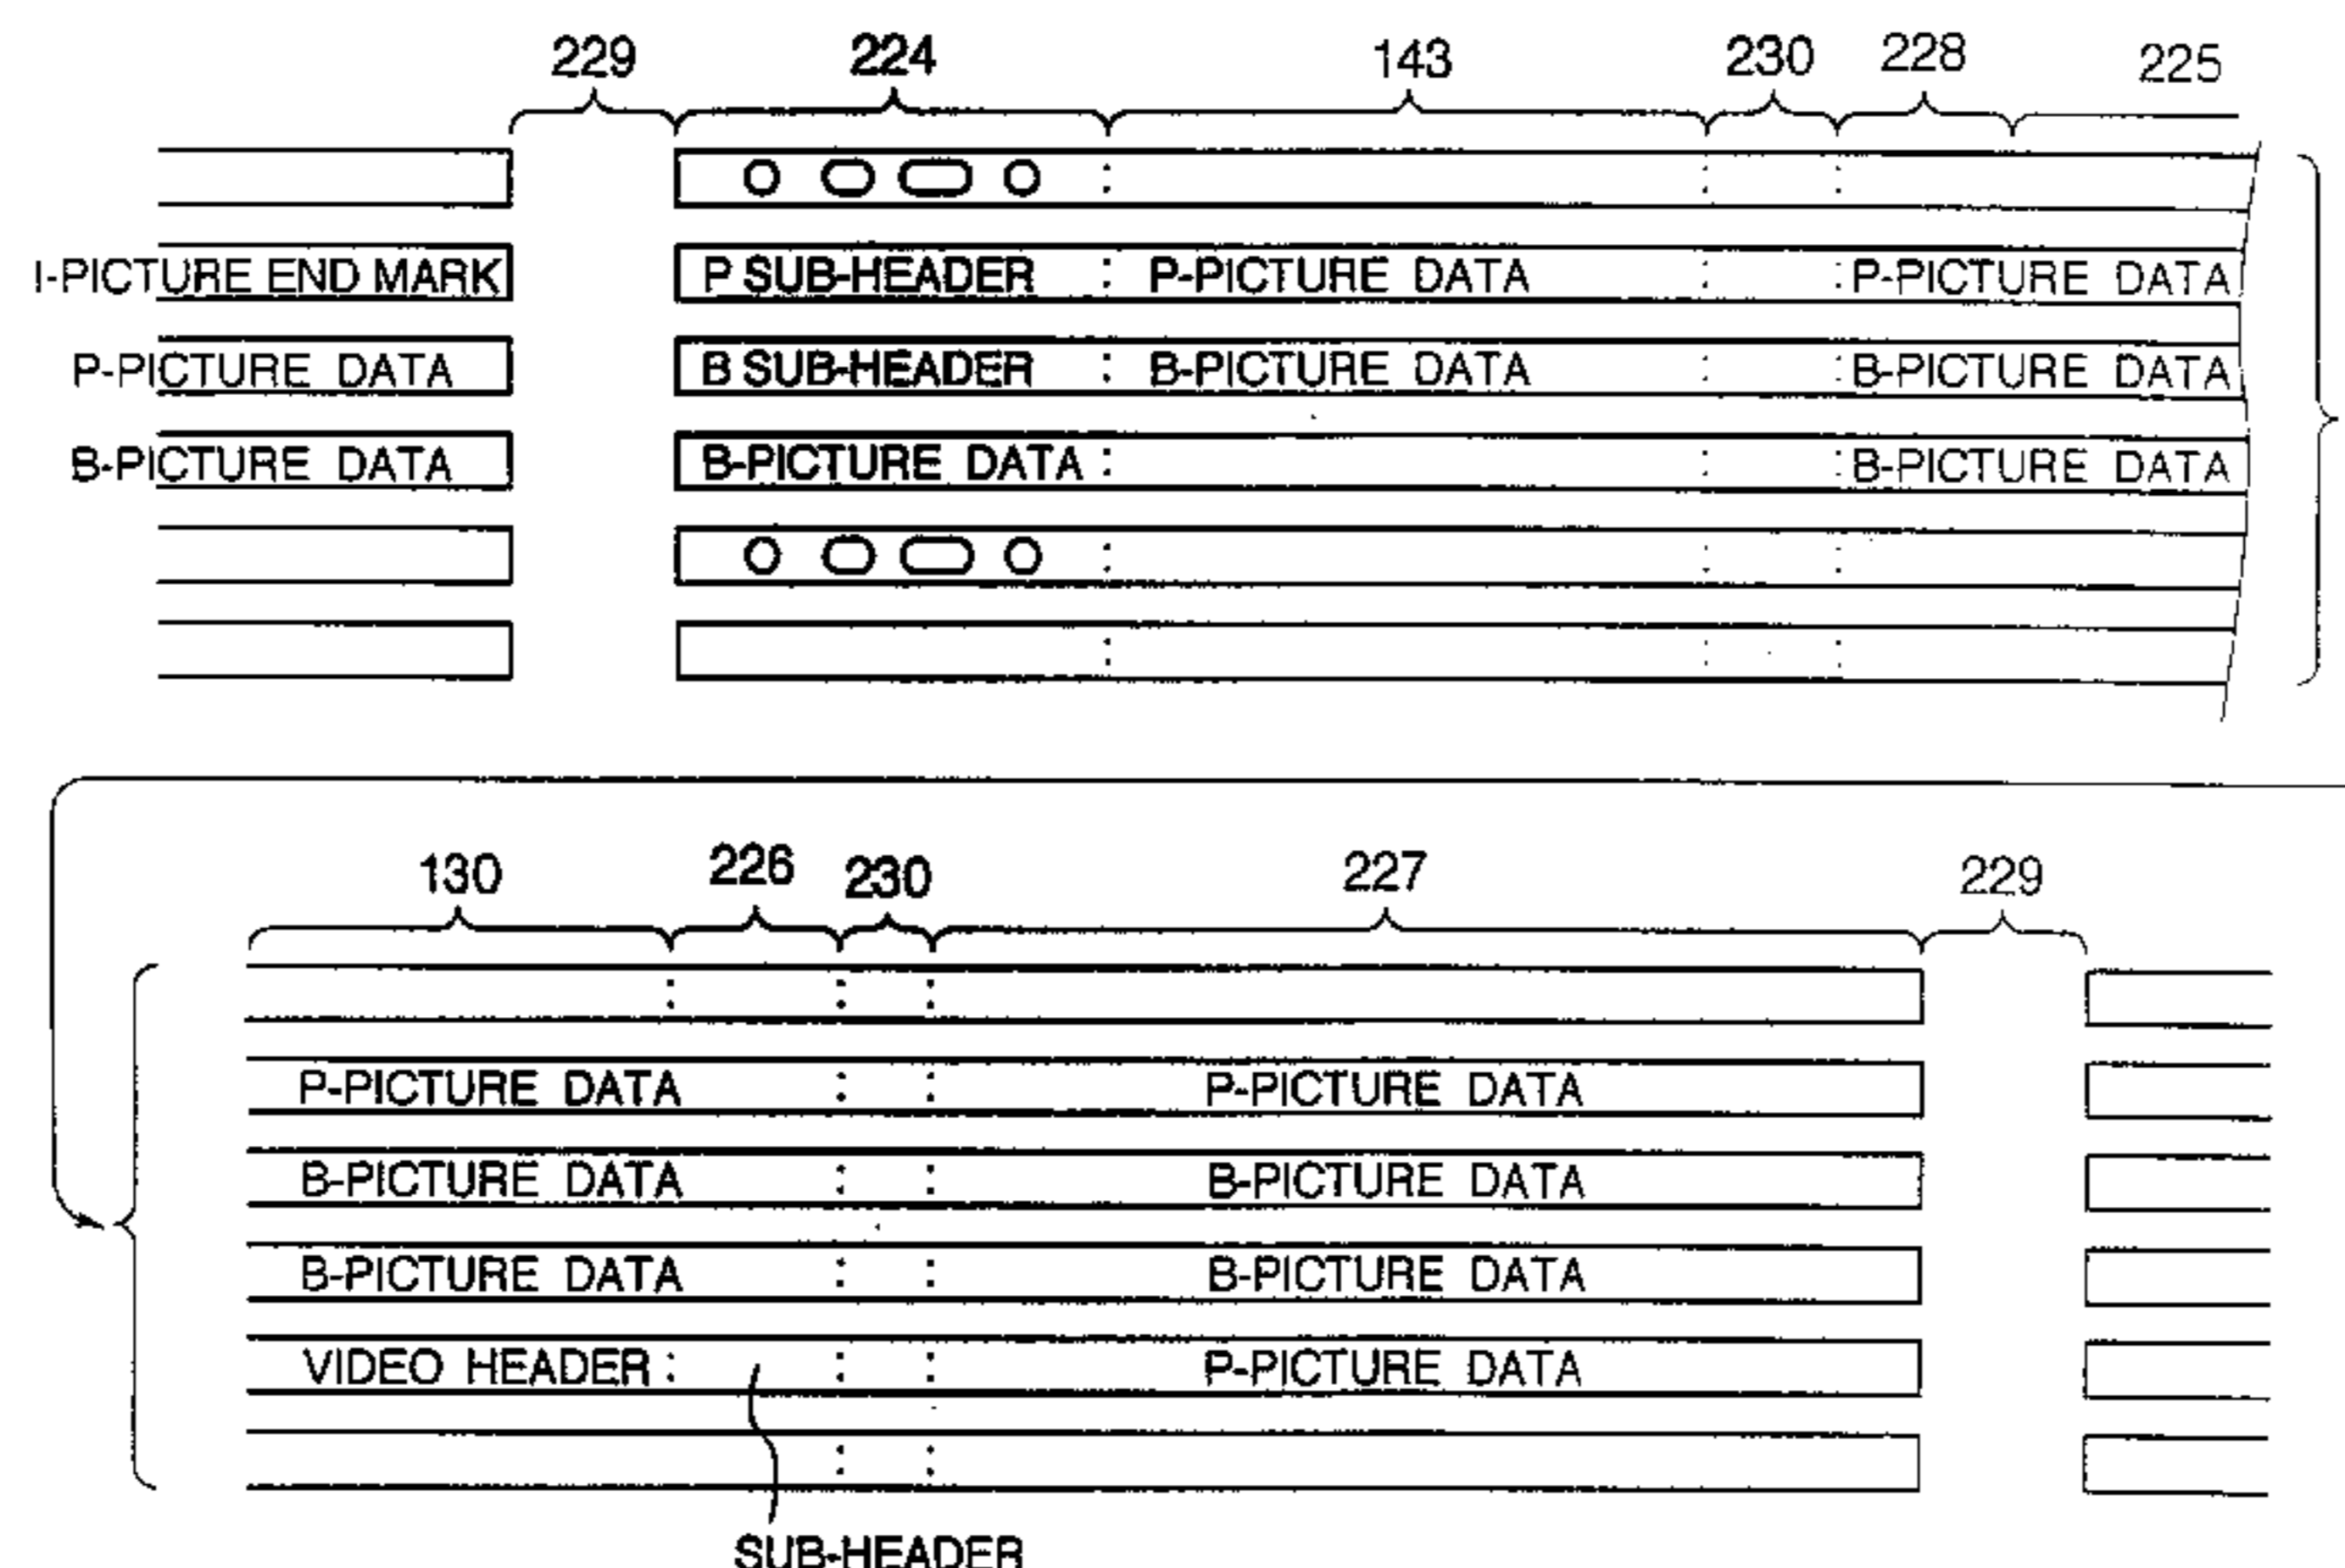 229 224 143 230 228 225
I-PICTURE END MARK P SUB-HEADER P-PICTURE DATA P-PICTURE DATA
P-PICTURE DATA B SUB-HEADER B-PICTURE DATA B-PICTURE DATA
B-PICTURE DATA B-PICTURE DATA B-PICTURE DATA
130 226 230 227 229
P-PICTURE DATA P-PICTURE DATA
B-PICTURE DATA B-PICTURE DATA
B-PICTURE DATA B-PICTURE DATA
VIDEO HEADER P-PICTURE DATA
SUB-HEADER